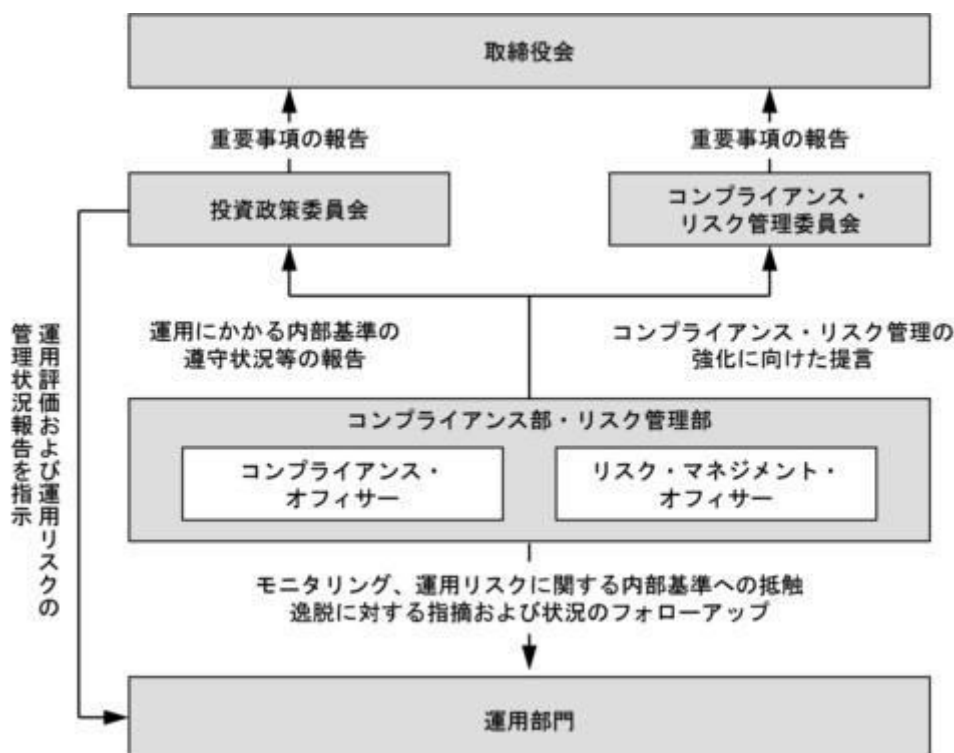 取締役会
重要事項の報告
重要事項の報告
投資政策委員会
コンプライアンス・
リスク管理委員会
運用にかかる内部基準の
遵守状況等の報告
コンプライアンス・リスク管理の
強化に向けた提言
運用評価および運用リスクの
管理状況報告を指示
コンプライアンス部・リスク管理部
コンプライアンス・
オフィサー
リスク・マネジメント・
オフィサー
モニタリング、運用リスクに関する内部基準への抵触
逸脱に対する指摘および状況のフォローアップ
運用部門